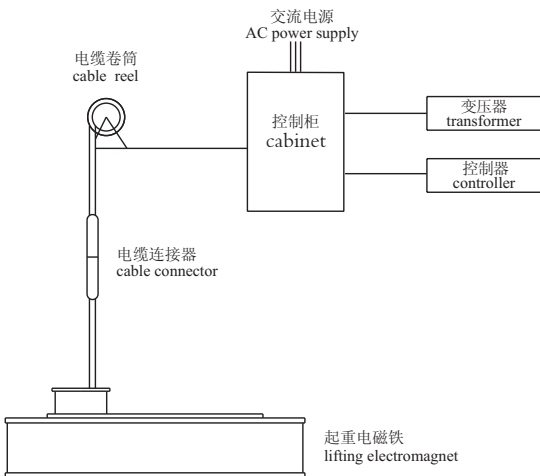 交流电源
AC power supply
电缆卷筒
cable reel
控制柜
cabinet
变压器
transformer
控制器
controller
电缆连接器
cable connector
起重电磁铁
lifting electromagnet